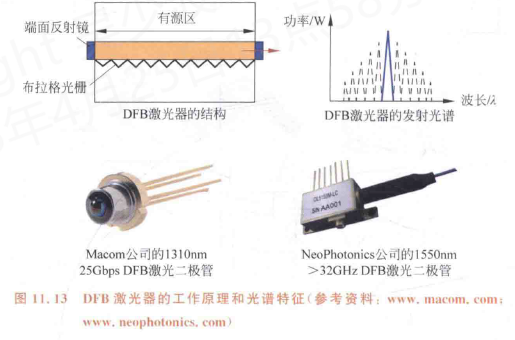 端面反射镜
有源区
布拉格光栅
DFB激光器的结构
功率/W
波长/λ
DFB激光器的发射光谱
Macom公司的1310nm
25Gbps DFB激光二极管
SN AA001
NeoPhotonics公司的1550nm
>32GHz DFB激光二极管
图 11.13 DFB 激光器的工作原理和光谱特征(参考资料：www.macom.com;
www.neophotonics.com)